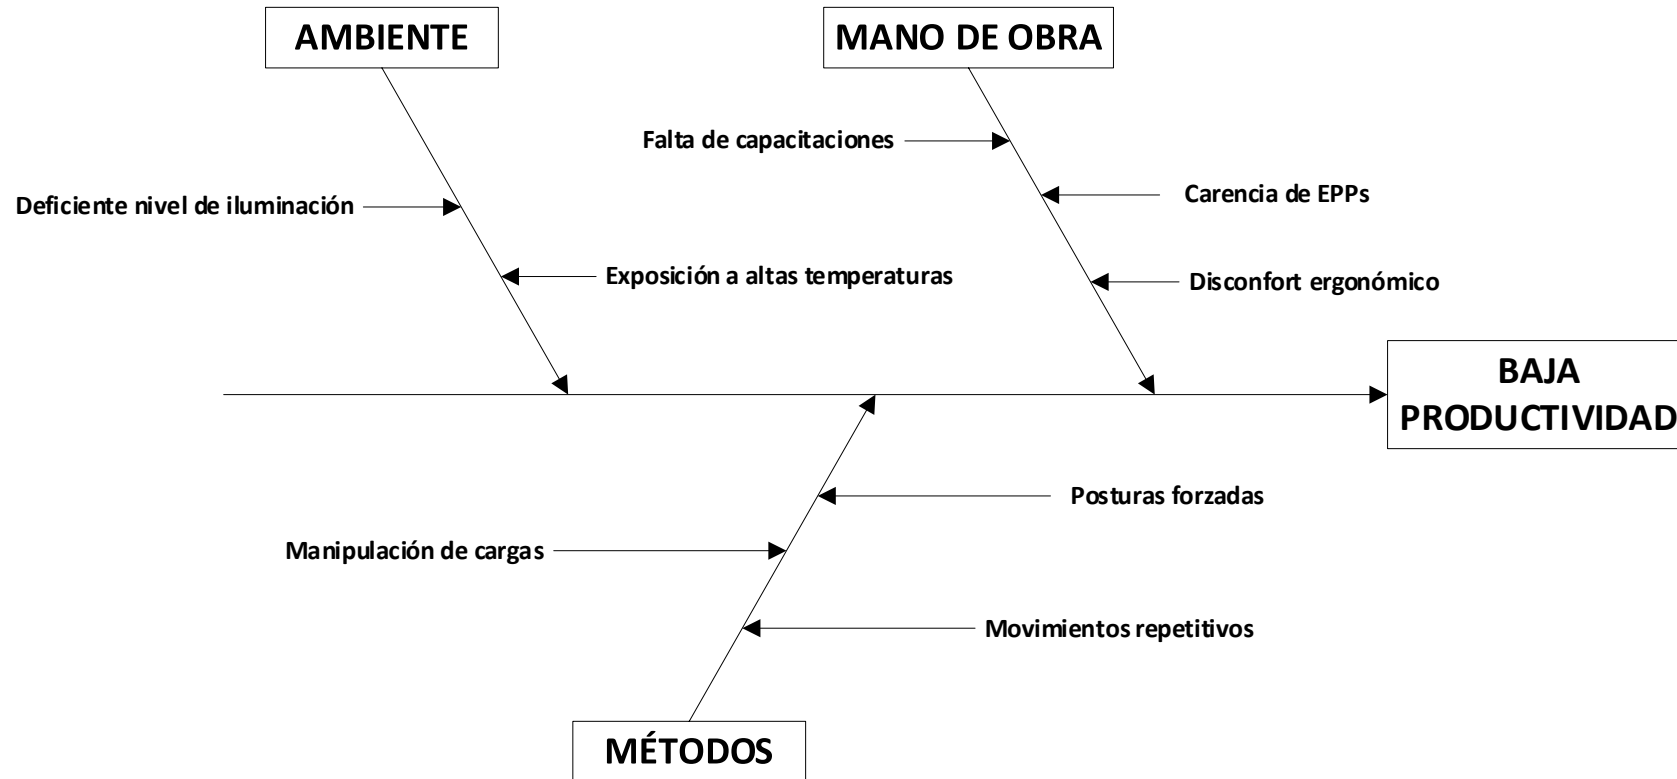 AMBIENTE
MANO DE OBRA
Falta de capacitaciones
Carencia de EPPs
Deficiente nivel de iluminación
Exposición a altas temperaturas
Disconfort ergonómico
BAJA
PRODUCTIVIDAD
Posturas forzadas
Manipulación de cargas
Movimientos repetitivos
MÉTODOS